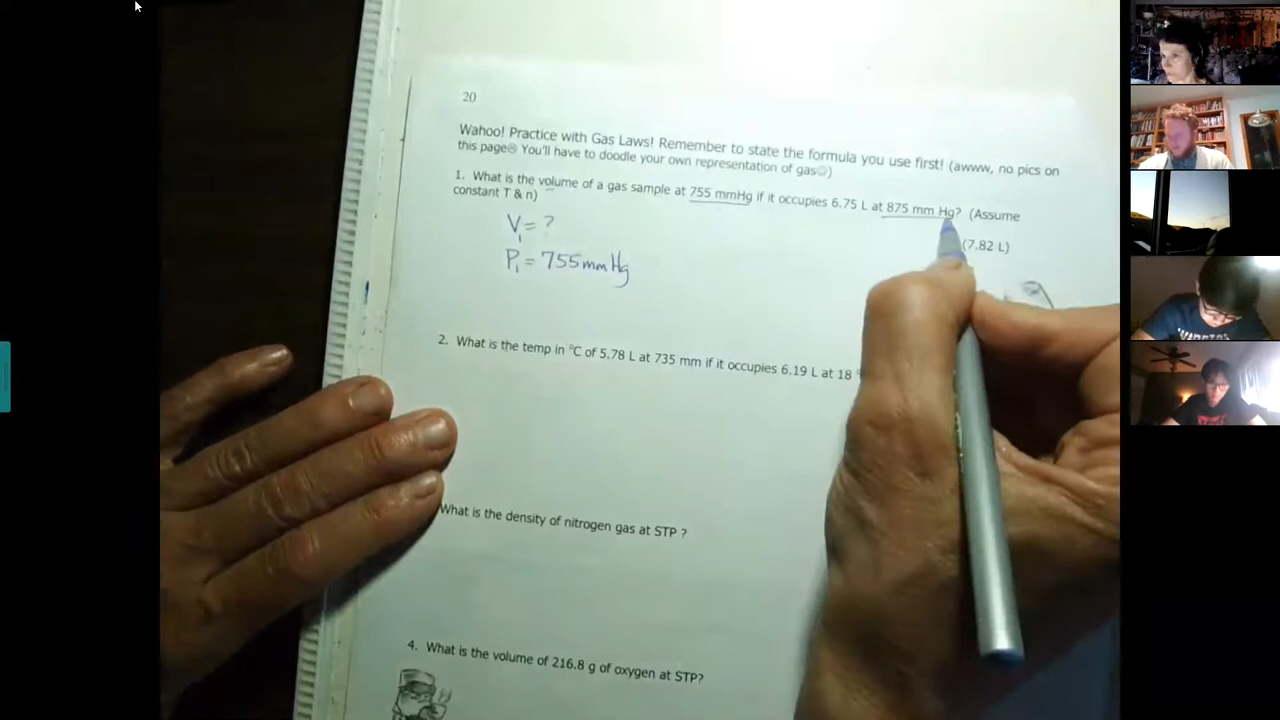 20
Wahoo! Practice with Gas Laws! Remember to state the formula you use first! (awww, no pics on
this page☹ You'll have to doodle your own representation of gas☺)
1. What is the volume of a gas sample at 755 mmHg if it occupies 6.75 L at 875 mm Hg? (Assume
constant T & n)
(7.82 L)
V₁ = ?
P₁ = 755 mmHg
2. What is the temp in °C of 5.78 L at 735 mm if it occupies 6.19 L at 18
What is the density of nitrogen gas at STP ?
4. What is the volume of 216.8 g of oxygen at STP?